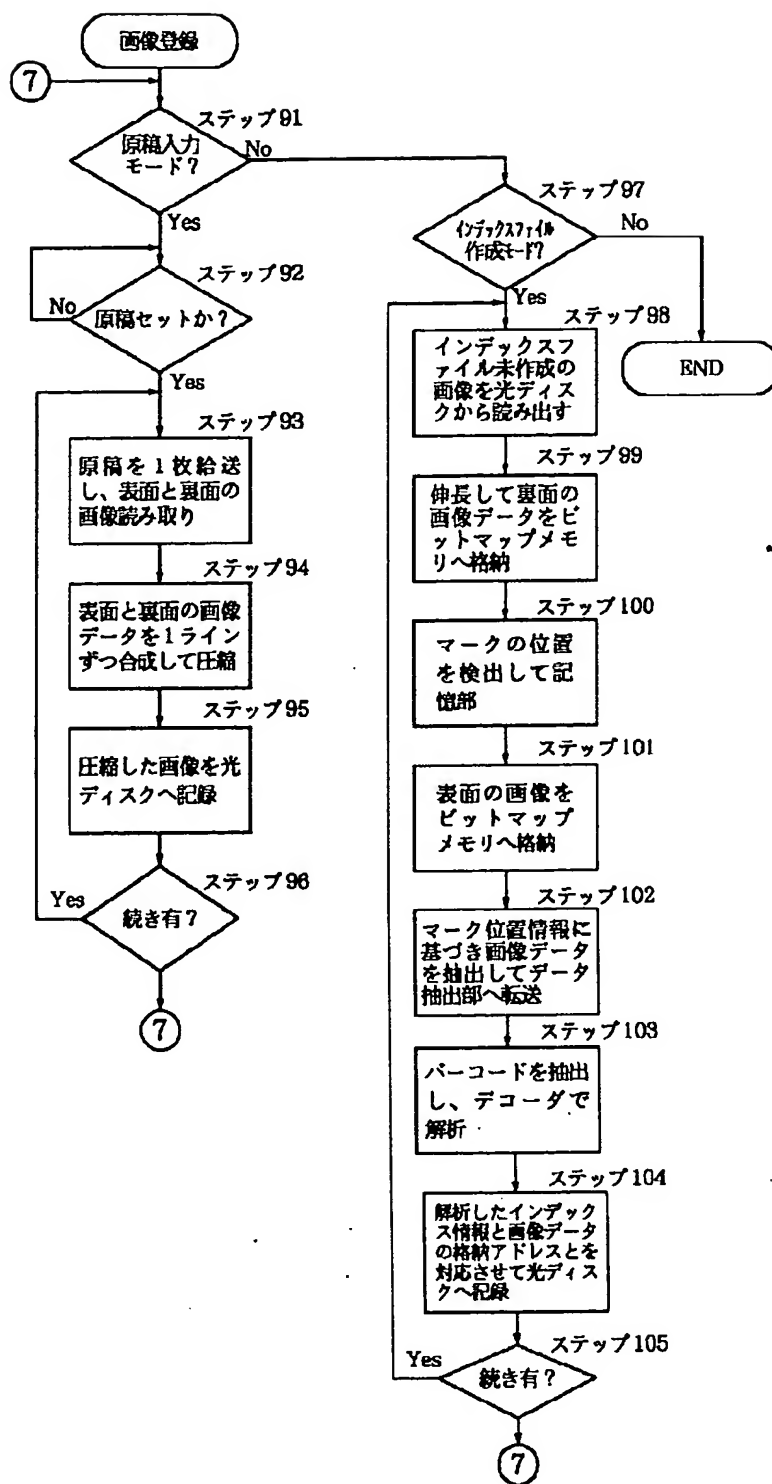 画像登録
7
ステップ91
原稿入力
モード?
No
Yes
ステップ92
No
原稿セットか?
Yes
ステップ93
原稿を1枚給送
し、表面と裏面の
画像読み取り
ステップ94
表面と裏面の画像
データを1ライン
ずつ合成して圧縮
ステップ95
圧縮した画像を光
ディスクへ記録
ステップ96
Yes
続き有?
7
ステップ97
インデックスファイル
作成モード?
No
Yes
END
ステップ98
インデックスフ
ァイル未作成の
画像を光ディス
クから読み出す
ステップ99
伸長して裏面の
画像データをビ
ットマップメモ
リへ格納
ステップ100
マークの位置
を検出して記
憶部
ステップ101
表面の画像を
ビットマップ
メモリへ格納
ステップ102
マーク位置情報に
基づき画像データ
を抽出してデータ
抽出部へ転送
ステップ103
バーコードを抽出
し、デコーダで
解析
ステップ104
解析したインデック
ス情報と画像データ
の格納アドレスとを
対応させて光ディス
クへ記録
ステップ105
Yes
続き有?
7